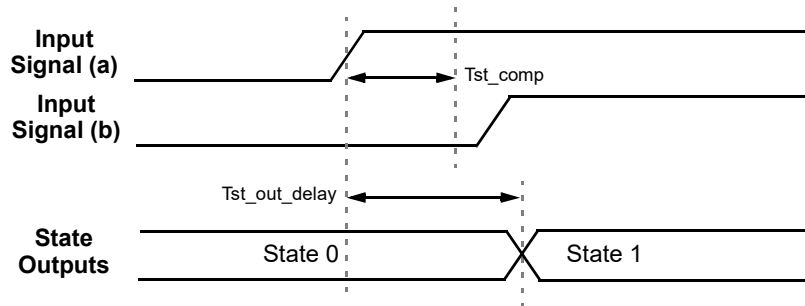 Input
Signal (a)
Tst_comp
Input
Signal (b)
Tst_out_delay
State
Outputs
State 0
State 1